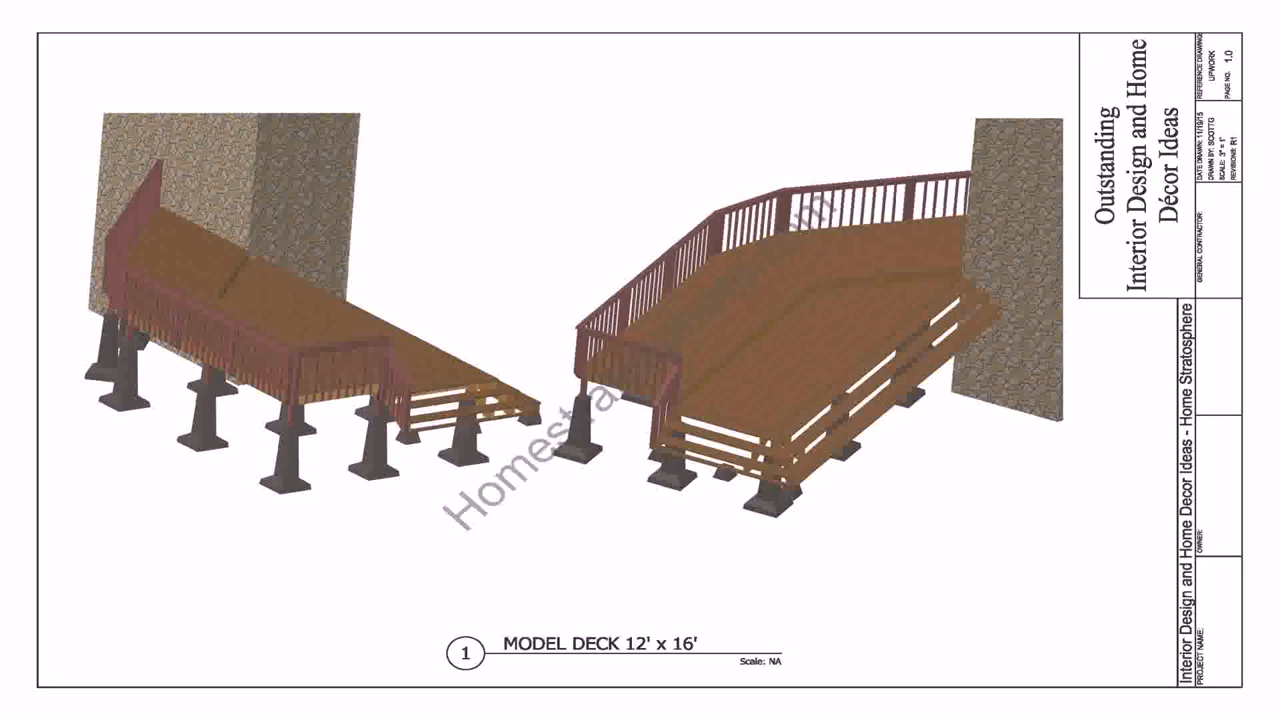 Outstanding
Interior Design and Home
Décor Ideas
REFERENCE DRAWING:
UPWORK
PAGE NO. 1.0
DATE DRAWN: 11/19/15
DRAWN BY: SCOTTG
SCALE: 3" = 1"
REVISION#: R1
GENERAL CONTRACTOR:
Interior Design and Home Decor Ideas - Home Stratosphere
OWNER:
PROJECT NAME:
1
MODEL DECK 12' x 16'
Scale: NA